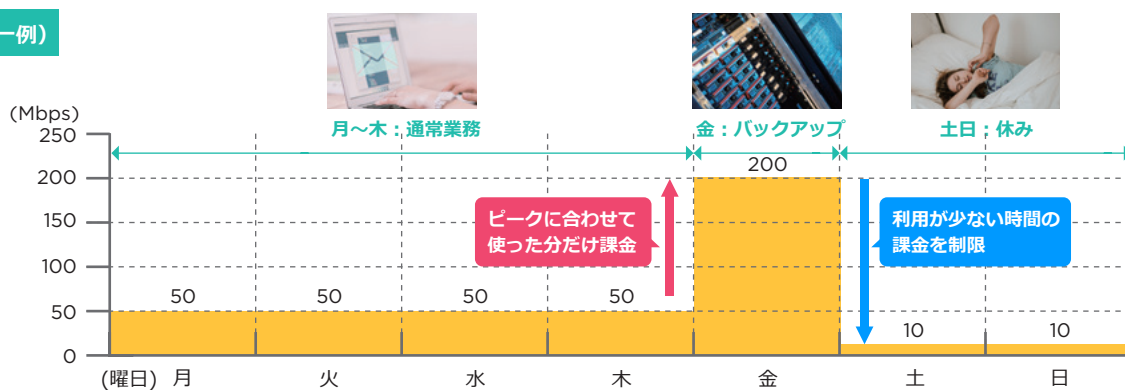 一例）
(Mbps)
月〜木：通常業務
金：バックアップ
土日：休み
250
200
150
100
50
0
200
ピークに合わせて
使った分だけ課金
利用が少ない時間の
課金を制限
50
50
50
50
10
10
(曜日)
月
火
水
木
金
土
日